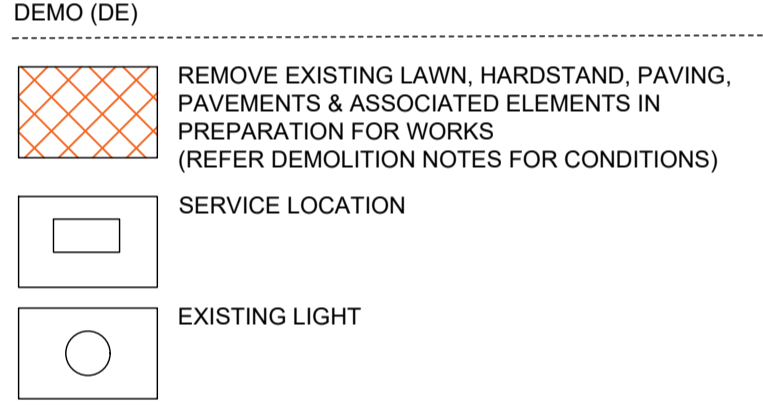 DEMO (DE)
REMOVE EXISTING LAWN, HARDSTAND, PAVING,
PAVEMENTS & ASSOCIATED ELEMENTS IN
PREPARATION FOR WORKS
(REFER DEMOLITION NOTES FOR CONDITIONS)
SERVICE LOCATION
EXISTING LIGHT